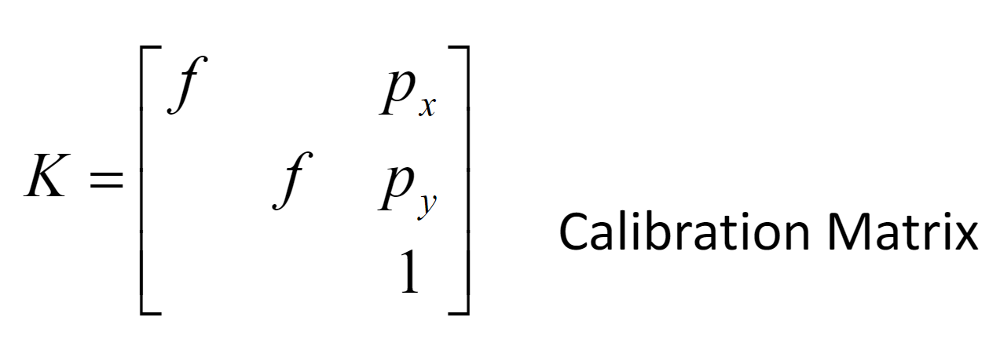 f p_x
K = f p_y
Calibration Matrix
1